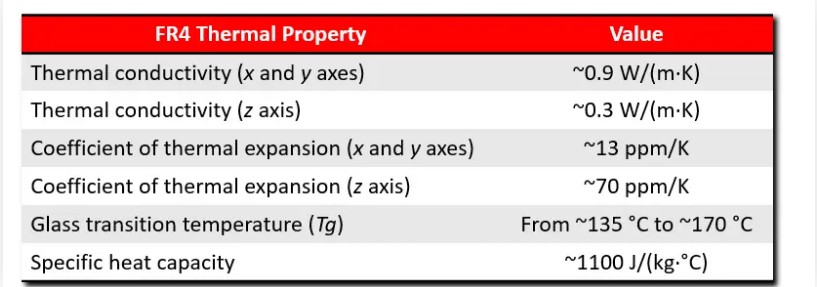 FR4 Thermal Property Value
Thermal conductivity (x and y axes) ~0.9 W/(m·K)
Thermal conductivity (z axis) ~0.3 W/(m·K)
Coefficient of thermal expansion (x and y axes) ~13 ppm/K
Coefficient of thermal expansion (z axis) ~70 ppm/K
Glass transition temperature (Tg) From ~135 °C to ~170 °C
Specific heat capacity ~1100 J/(kg·°C)